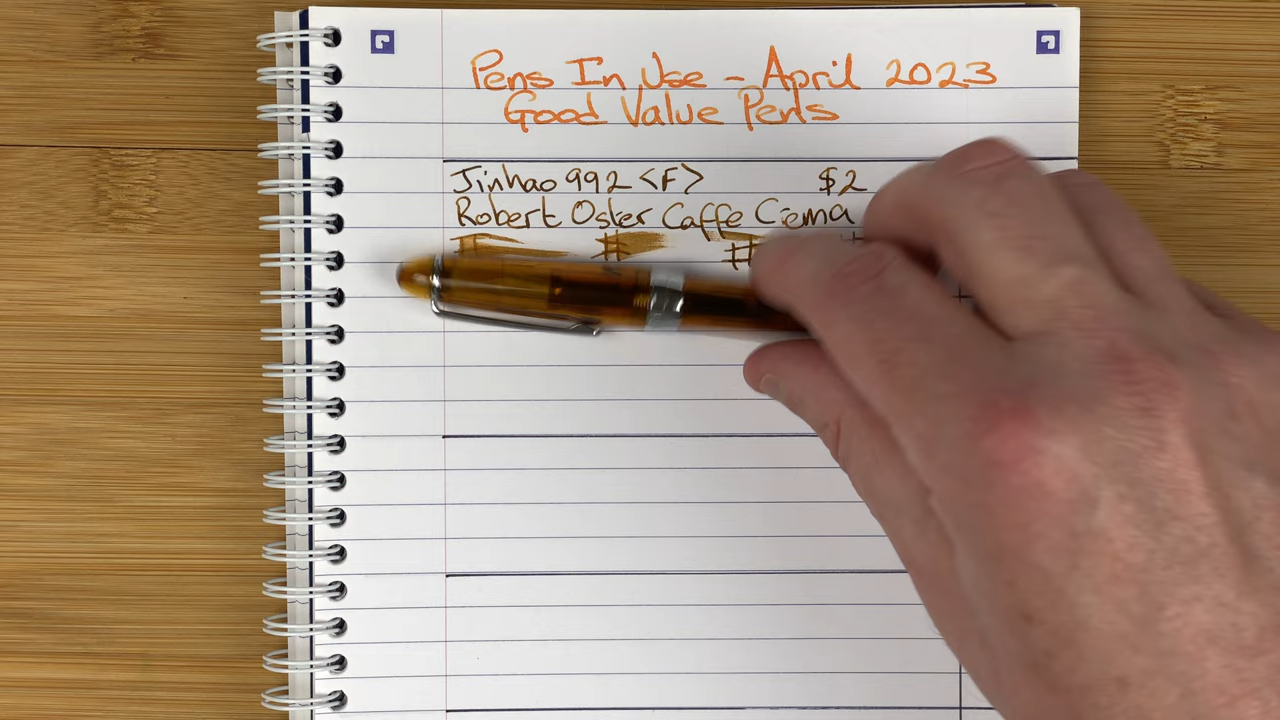 Pens In Use - April 2023
Good Value Pens
Jinhao 992 <F> $2
Robert Oster Caffe Crema